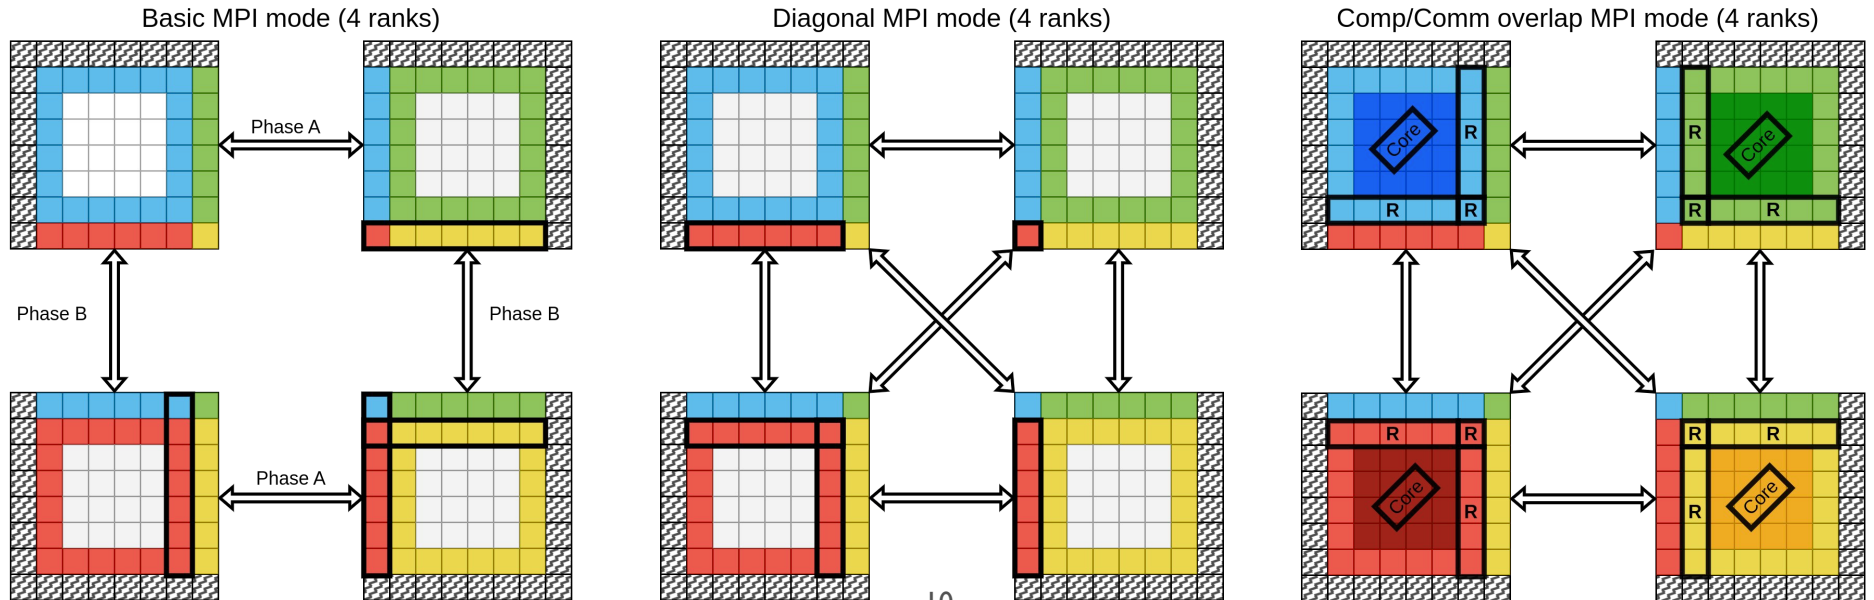 Basic MPI mode (4 ranks)
Diagonal MPI mode (4 ranks)
Comp/Comm overlap MPI mode (4 ranks)
Phase A
Core
R
R
Core
R
R
R
R
R
Phase B
Phase B
Phase A
R
R
R
R
Core
R
R
Core